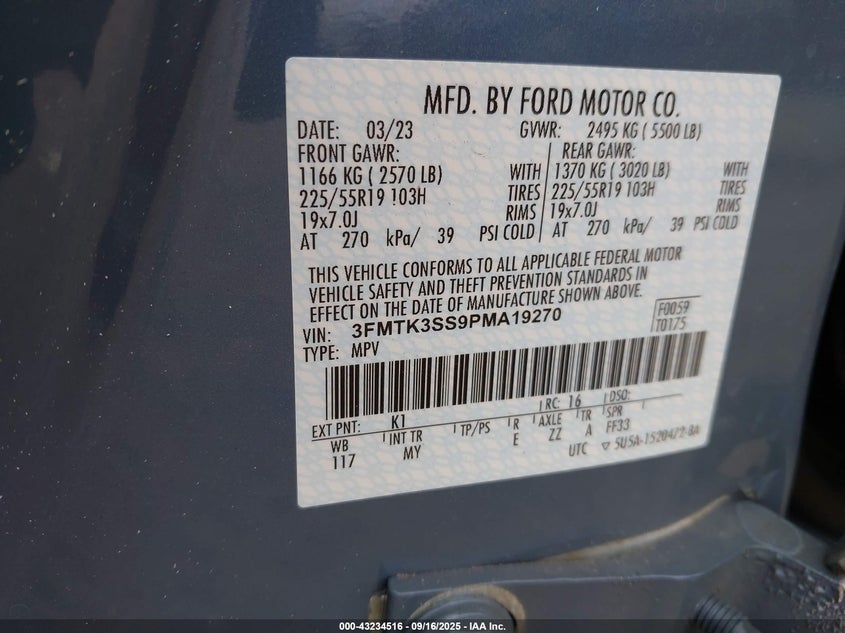 MFD. BY FORD MOTOR CO.
DATE: 03/23 GVWR: 2495 KG ( 5500 LB)
FRONT GAWR: REAR GAWR:
1166 KG ( 2570 LB) WITH 1370 KG ( 3020 LB) WITH
225/55R19 103H TIRES 225/55R19 103H TIRES
19x7.0J RIMS 19x7.0J RIMS
AT 270 kPa/ 39 PSI COLD AT 270 kPa/ 39 PSI COLD
THIS VEHICLE CONFORMS TO ALL APPLICABLE FEDERAL MOTOR
VEHICLE SAFETY AND THEFT PREVENTION STANDARDS IN
EFFECT ON THE DATE OF MANUFACTURE SHOWN ABOVE.
VIN: 3FMTK3SS9PMA19270 F0059
TYPE: MPV T0175
EXT PNT: K1 RC: 16 DSO:
WB INT TR TP/PS R AXLE TR SPR
117 MY E ZZ A FF33
UTC ▽ 5U5A-1520472-BA
000-43234516 - 09/16/2025 - IAA Inc.